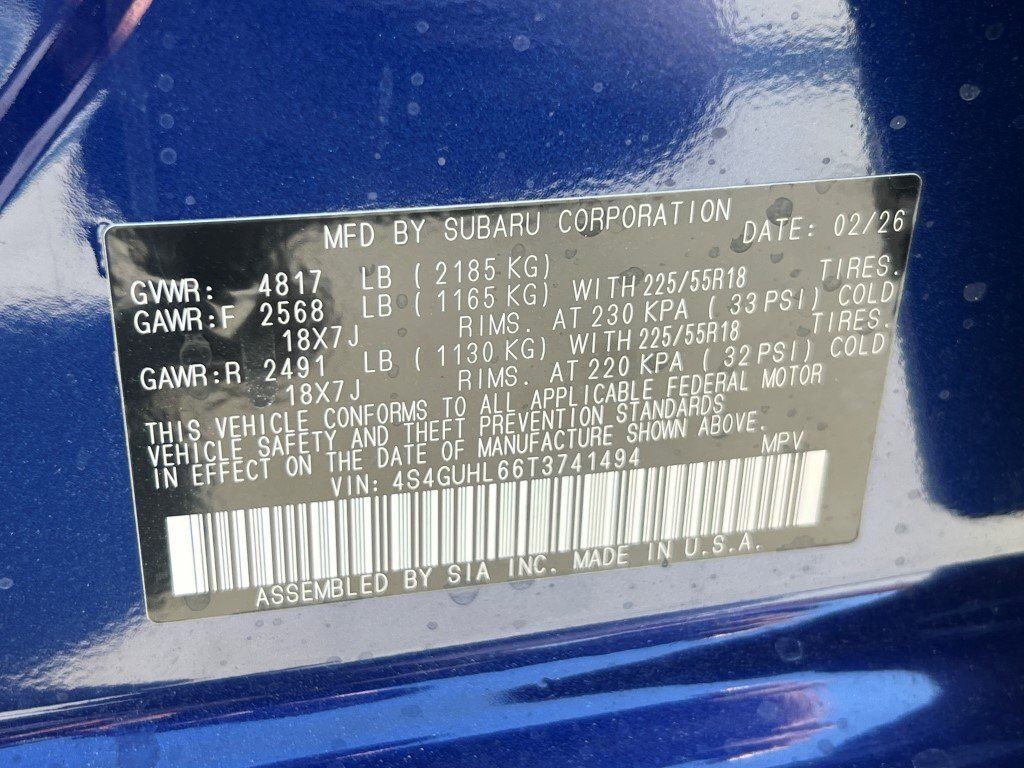 MFD BY SUBARU CORPORATION DATE: 02/26
GVWR: 4817 LB ( 2185 KG)
GAWR:F 2568 LB ( 1165 KG) WITH 225/55R18 TIRES.
18X7J RIMS. AT 230 KPA ( 33 PSI) COLD
GAWR:R 2491 LB ( 1130 KG) WITH 225/55R18 TIRES.
18X7J RIMS. AT 220 KPA ( 32 PSI) COLD
THIS VEHICLE CONFORMS TO ALL APPLICABLE FEDERAL MOTOR
VEHICLE SAFETY AND THEFT PREVENTION STANDARDS
IN EFFECT ON THE DATE OF MANUFACTURE SHOWN ABOVE.
VIN: 4S4GUHL66T3741494 MPV
ASSEMBLED BY SIA INC. MADE IN U.S.A.